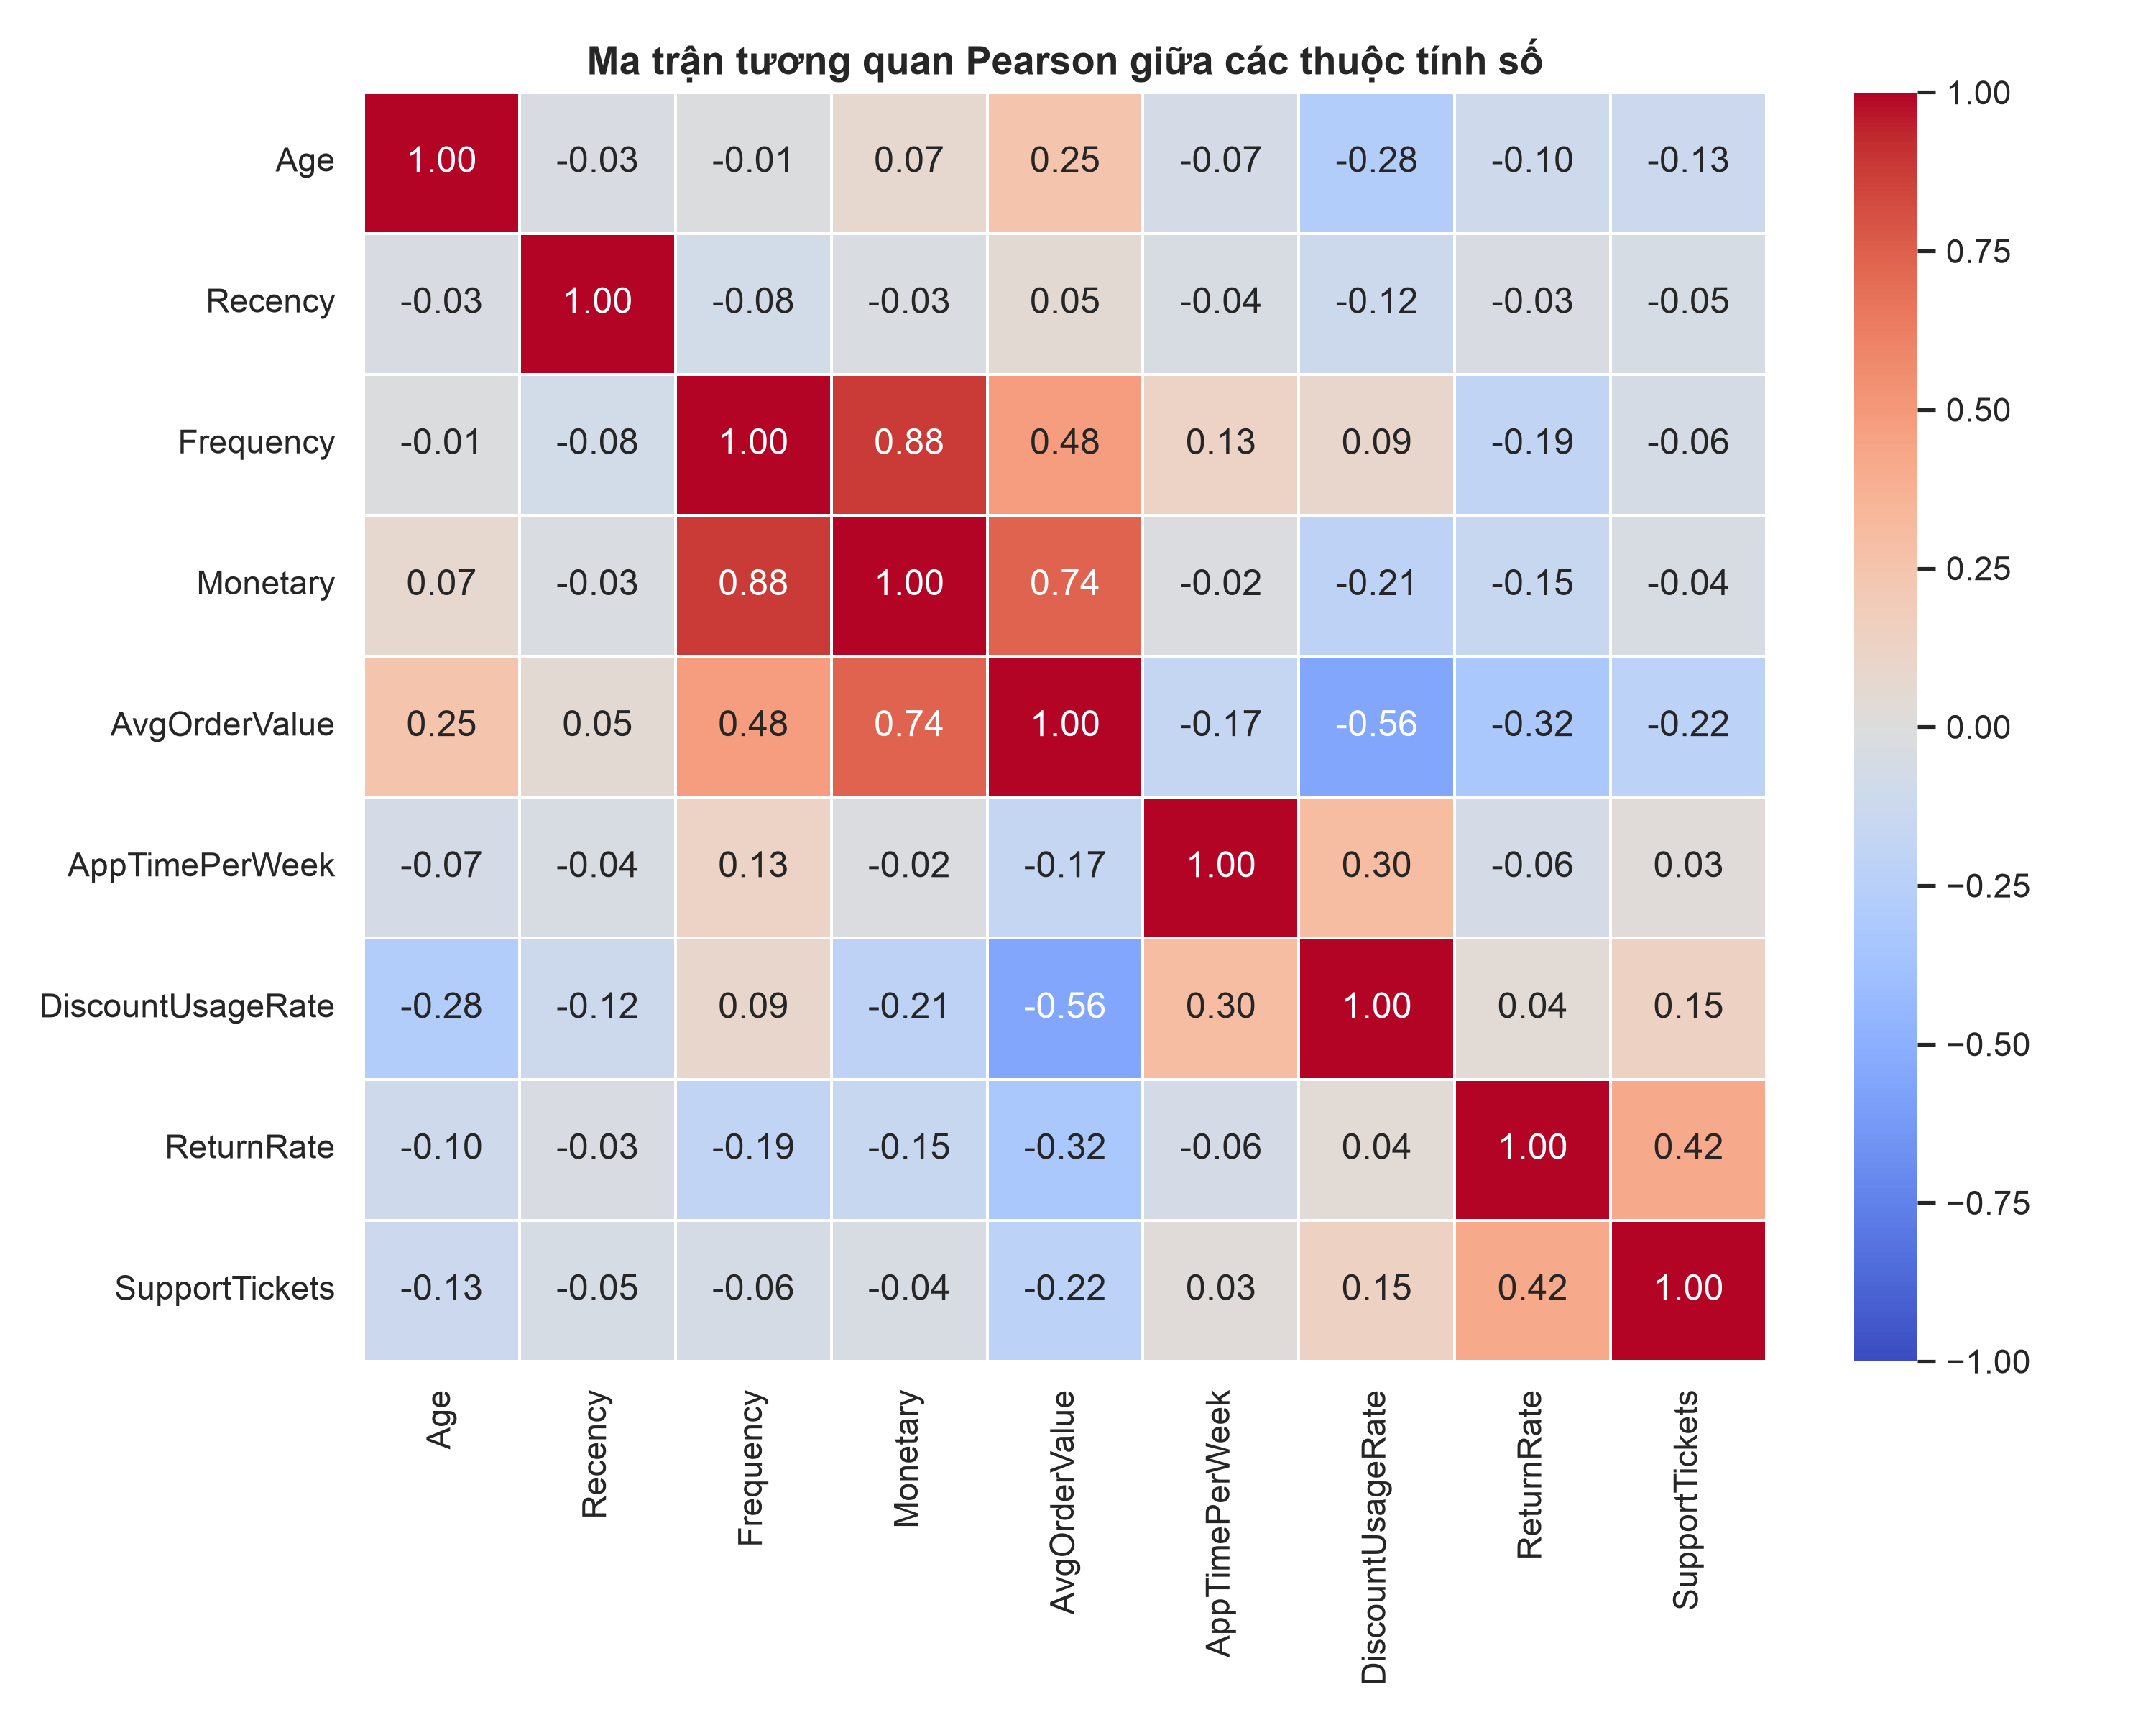 Ma trận tương quan Pearson giữa các thuộc tính số
Age 1.00 -0.03 -0.01 0.07 0.25 -0.07 -0.28 -0.10 -0.13
Recency -0.03 1.00 -0.08 -0.03 0.05 -0.04 -0.12 -0.03 -0.05
Frequency -0.01 -0.08 1.00 0.88 0.48 0.13 0.09 -0.19 -0.06
Monetary 0.07 -0.03 0.88 1.00 0.74 -0.02 -0.21 -0.15 -0.04
AvgOrderValue 0.25 0.05 0.48 0.74 1.00 -0.17 -0.56 -0.32 -0.22
AppTimePerWeek -0.07 -0.04 0.13 -0.02 -0.17 1.00 0.30 -0.06 0.03
DiscountUsageRate -0.28 -0.12 0.09 -0.21 -0.56 0.30 1.00 0.04 0.15
ReturnRate -0.10 -0.03 -0.19 -0.15 -0.32 -0.06 0.04 1.00 0.42
SupportTickets -0.13 -0.05 -0.06 -0.04 -0.22 0.03 0.15 0.42 1.00
Age
Recency
Frequency
Monetary
AvgOrderValue
AppTimePerWeek
DiscountUsageRate
ReturnRate
SupportTickets
1.00
0.75
0.50
0.25
0.00
−0.25
−0.50
−0.75
−1.00